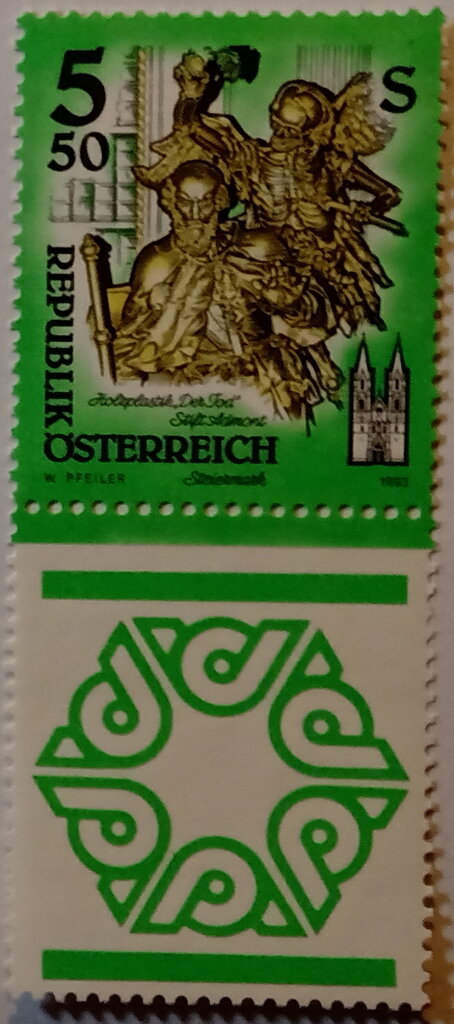 5 S
50
REPUBLIK
Holzplastik „Der Tod"
Stift Admont
ÖSTERREICH
W. PFEILER Steiermark 1993